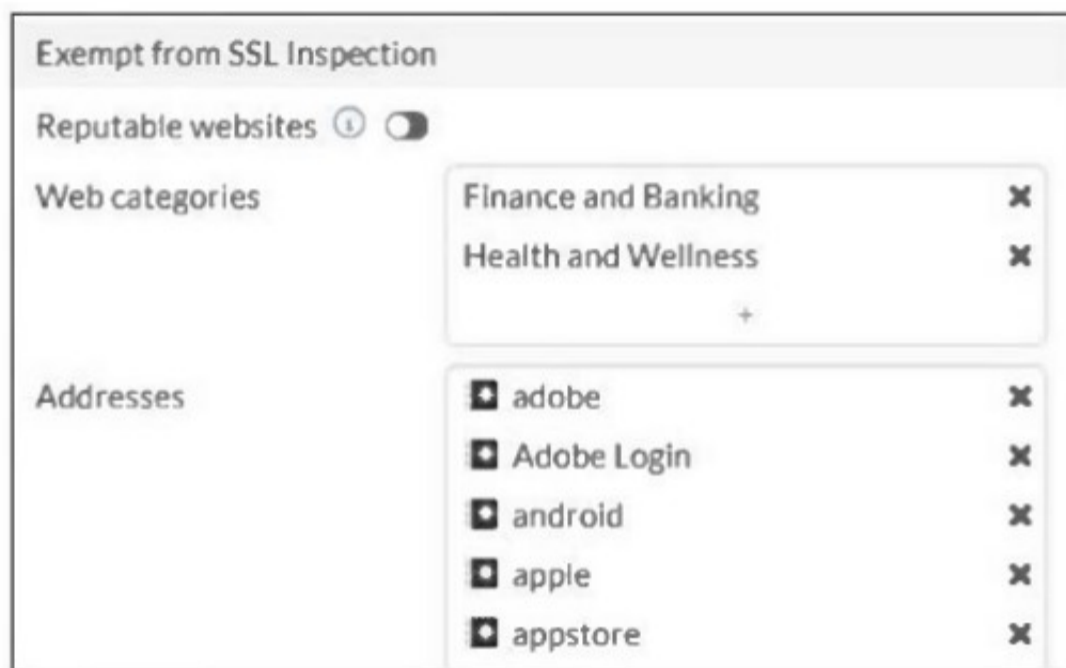 Exempt from SSL Inspection
Reputable websites
Web categories
Finance and Banking
Health and Wellness
+
Addresses
adobe
Adobe Login
android
apple
appstore